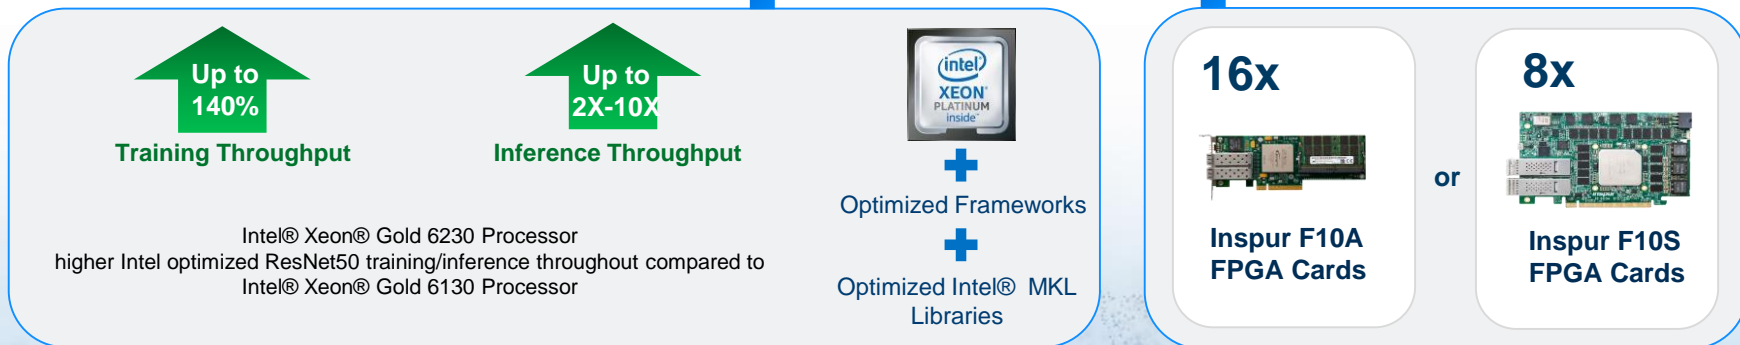 Up to
140%
Training Throughput
Up to
2X-10X
Inference Throughput
Intel® Xeon® Gold 6230 Processor
higher Intel optimized ResNet50 training/inference throughout compared to
Intel® Xeon® Gold 6130 Processor
intel®
XEON®
PLATINUM
inside™
Optimized Frameworks
Optimized Intel® MKL
Libraries
16x
Inspur F10A
FPGA Cards
or
8x
Inspur F10S
FPGA Cards